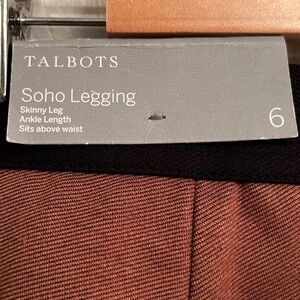 TALBOTS
Soho Legging
Skinny Leg
Ankle Length
Sits above waist
6